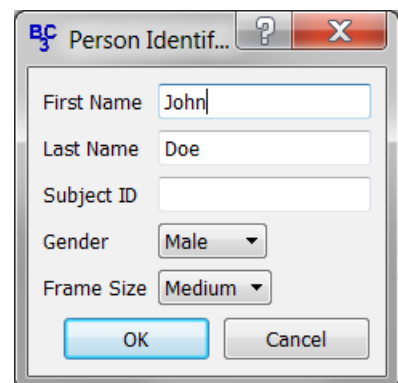 BC3 Person Identif... ? X
First Name John
Last Name Doe
Subject ID
Gender Male
Frame Size Medium
OK Cancel